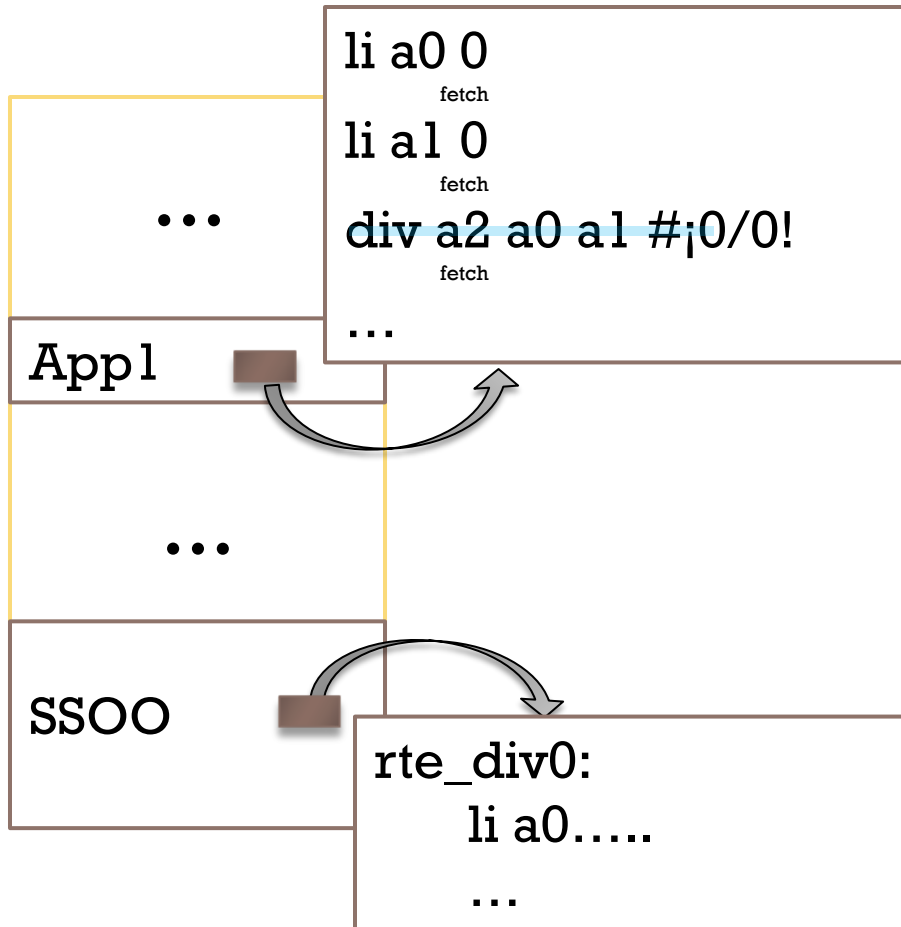 li a0 0
fetch
li a1 0
fetch
div a2 a0 a1 #¡0/0!
fetch
…
…
App1
…
SSOO
rte_div0:
li a0…..
…